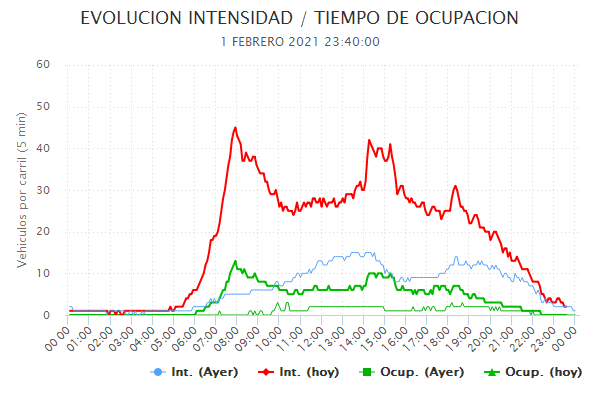 EVOLUCION INTENSIDAD / TIEMPO DE OCUPACION
1 FEBRERO 2021 23:40:00
Vehiculos por carril (5 min)
60
50
40
30
20
10
0
00:00 01:00 02:00 03:00 04:00 05:00 06:00 07:00 08:00 09:00 10:00 11:00 12:00 13:00 14:00 15:00 16:00 17:00 18:00 19:00 20:00 21:00 22:00 23:00 00:00
Int. (Ayer) Int. (hoy) Ocup. (Ayer) Ocup. (hoy)